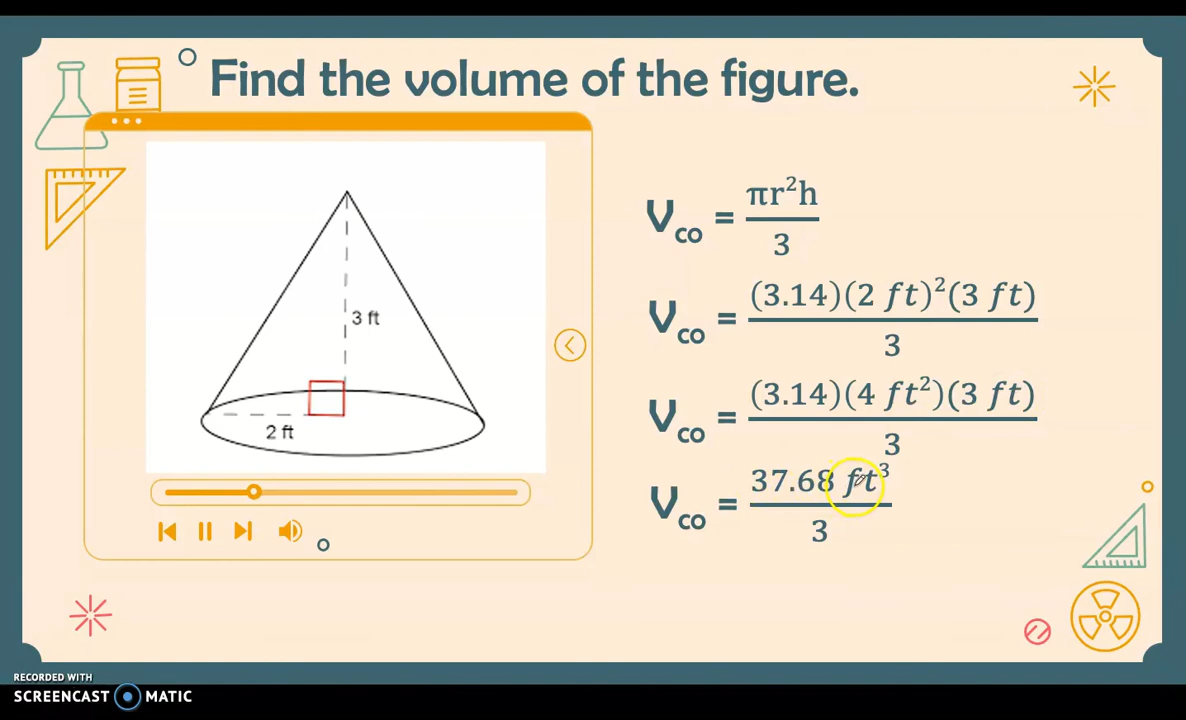 Find the volume of the figure.
3 ft
2 ft
V_co = πr²h / 3
V_co = (3.14)(2 ft)²(3 ft) / 3
V_co = (3.14)(4 ft²)(3 ft) / 3
V_co = 37.68 ft³ / 3
RECORDED WITH
SCREENCAST MATIC